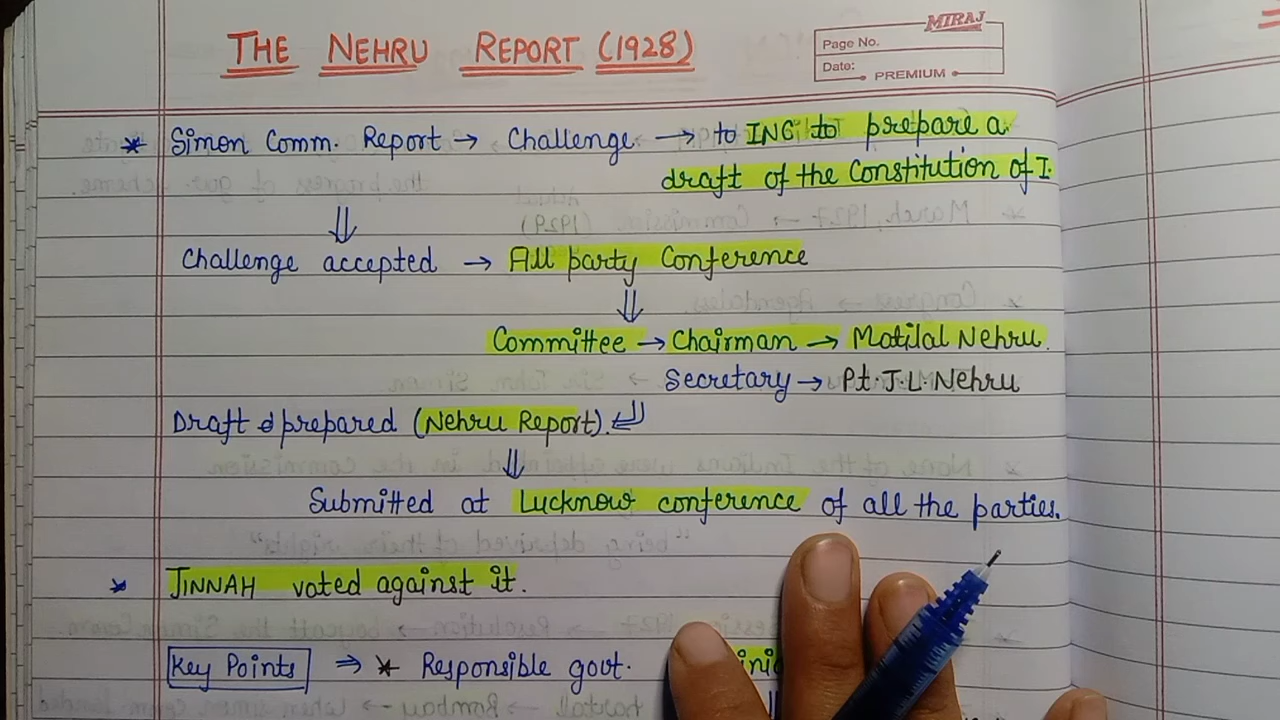 THE NEHRU REPORT (1928)
MIRAJ
Page No.
Date:
PREMIUM
* Simon Comm. Report → Challenge → to INC to prepare a
draft of the Constitution of I.
⇓
Challenge accepted → All party Conference
⇓
Committee → Chairman → Motilal Nehru.
Secretary → Pt. J.L. Nehru
Draft prepared (Nehru Report).
⇓
Submitted at Lucknow conference of all the parties.
* JINNAH voted against it.
Key Points ⇒ * Responsible govt.